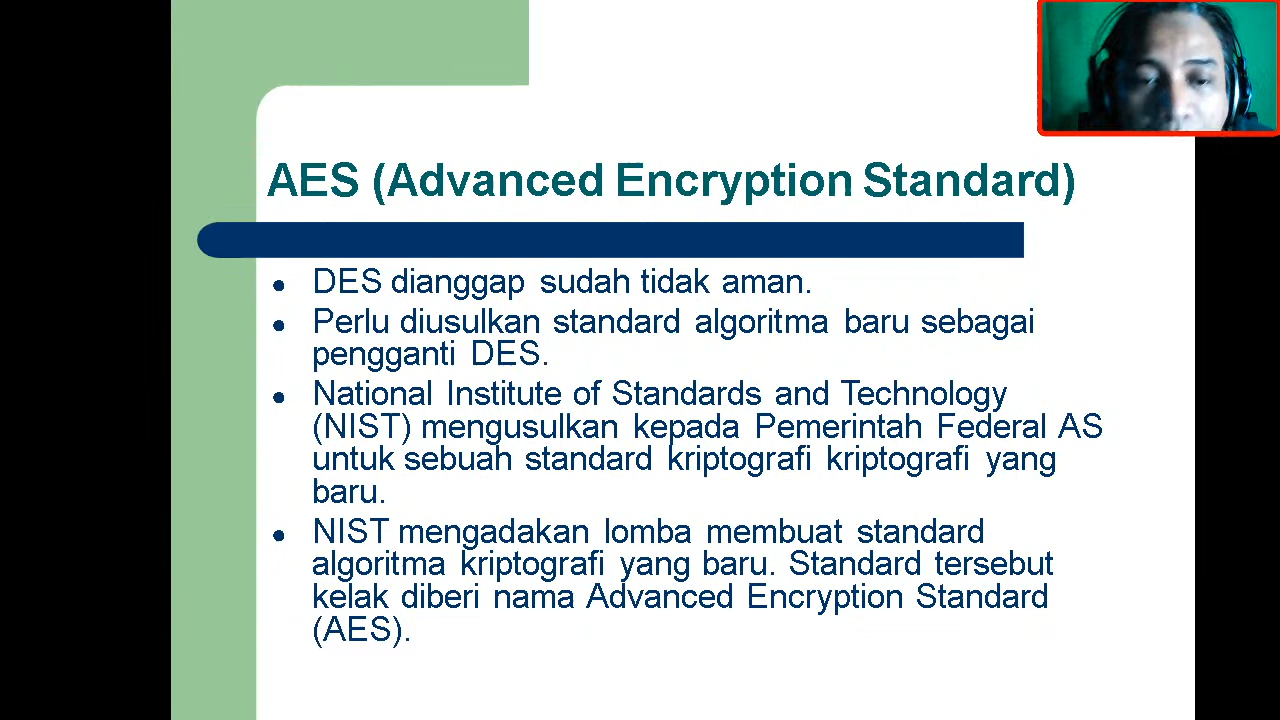 AES (Advanced Encryption Standard)
DES dianggap sudah tidak aman.
Perlu diusulkan standard algoritma baru sebagai
pengganti DES.
National Institute of Standards and Technology
(NIST) mengusulkan kepada Pemerintah Federal AS
untuk sebuah standard kriptografi kriptografi yang
baru.
NIST mengadakan lomba membuat standard
algoritma kriptografi yang baru. Standard tersebut
kelak diberi nama Advanced Encryption Standard
(AES).